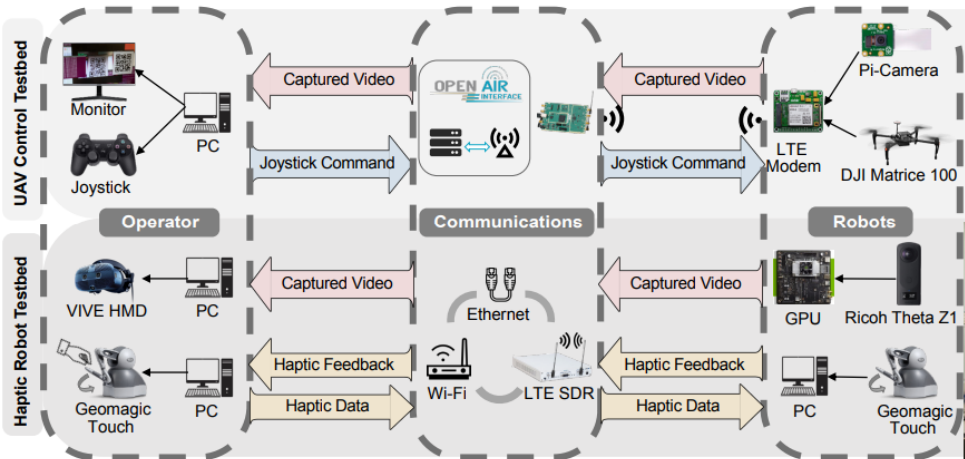 UAV Control Testbed
Monitor
Joystick
PC
Captured Video
Joystick Command
OPEN AIR
INTERFACE
Captured Video
Joystick Command
Pi-Camera
LTE
Modem
DJI Matrice 100
Operator
Communications
Robots
Haptic Robot Testbed
VIVE HMD
PC
Captured Video
Ethernet
Captured Video
GPU
Ricoh Theta Z1
Geomagic
Touch
PC
Haptic Feedback
Haptic Data
Wi-Fi
LTE SDR
Haptic Feedback
Haptic Data
PC
Geomagic
Touch